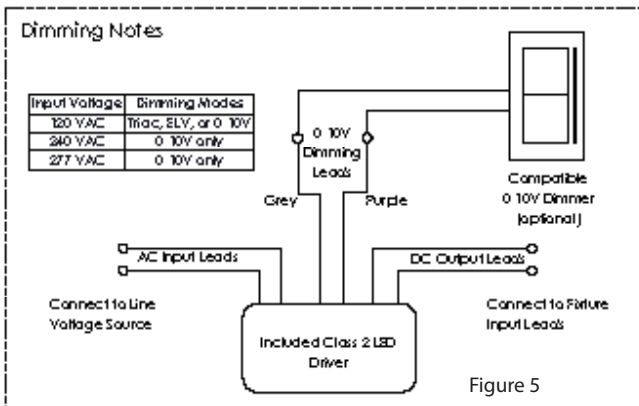 Dimming Notes
Input Voltage Dimming Modes
120 VAC Triac, ELV, or 0 10V
240 VAC 0 10V only
277 VAC 0 10V only
0 10V
Dimming
Leads
Grey
Purple
Compatible
0 10V Dimmer
(optional)
AC Input Leads
DC Output Leads
Connect to Line
Voltage Source
Connect to Fixture
Input Leads
Included Class 2 LED
Driver
Figure 5